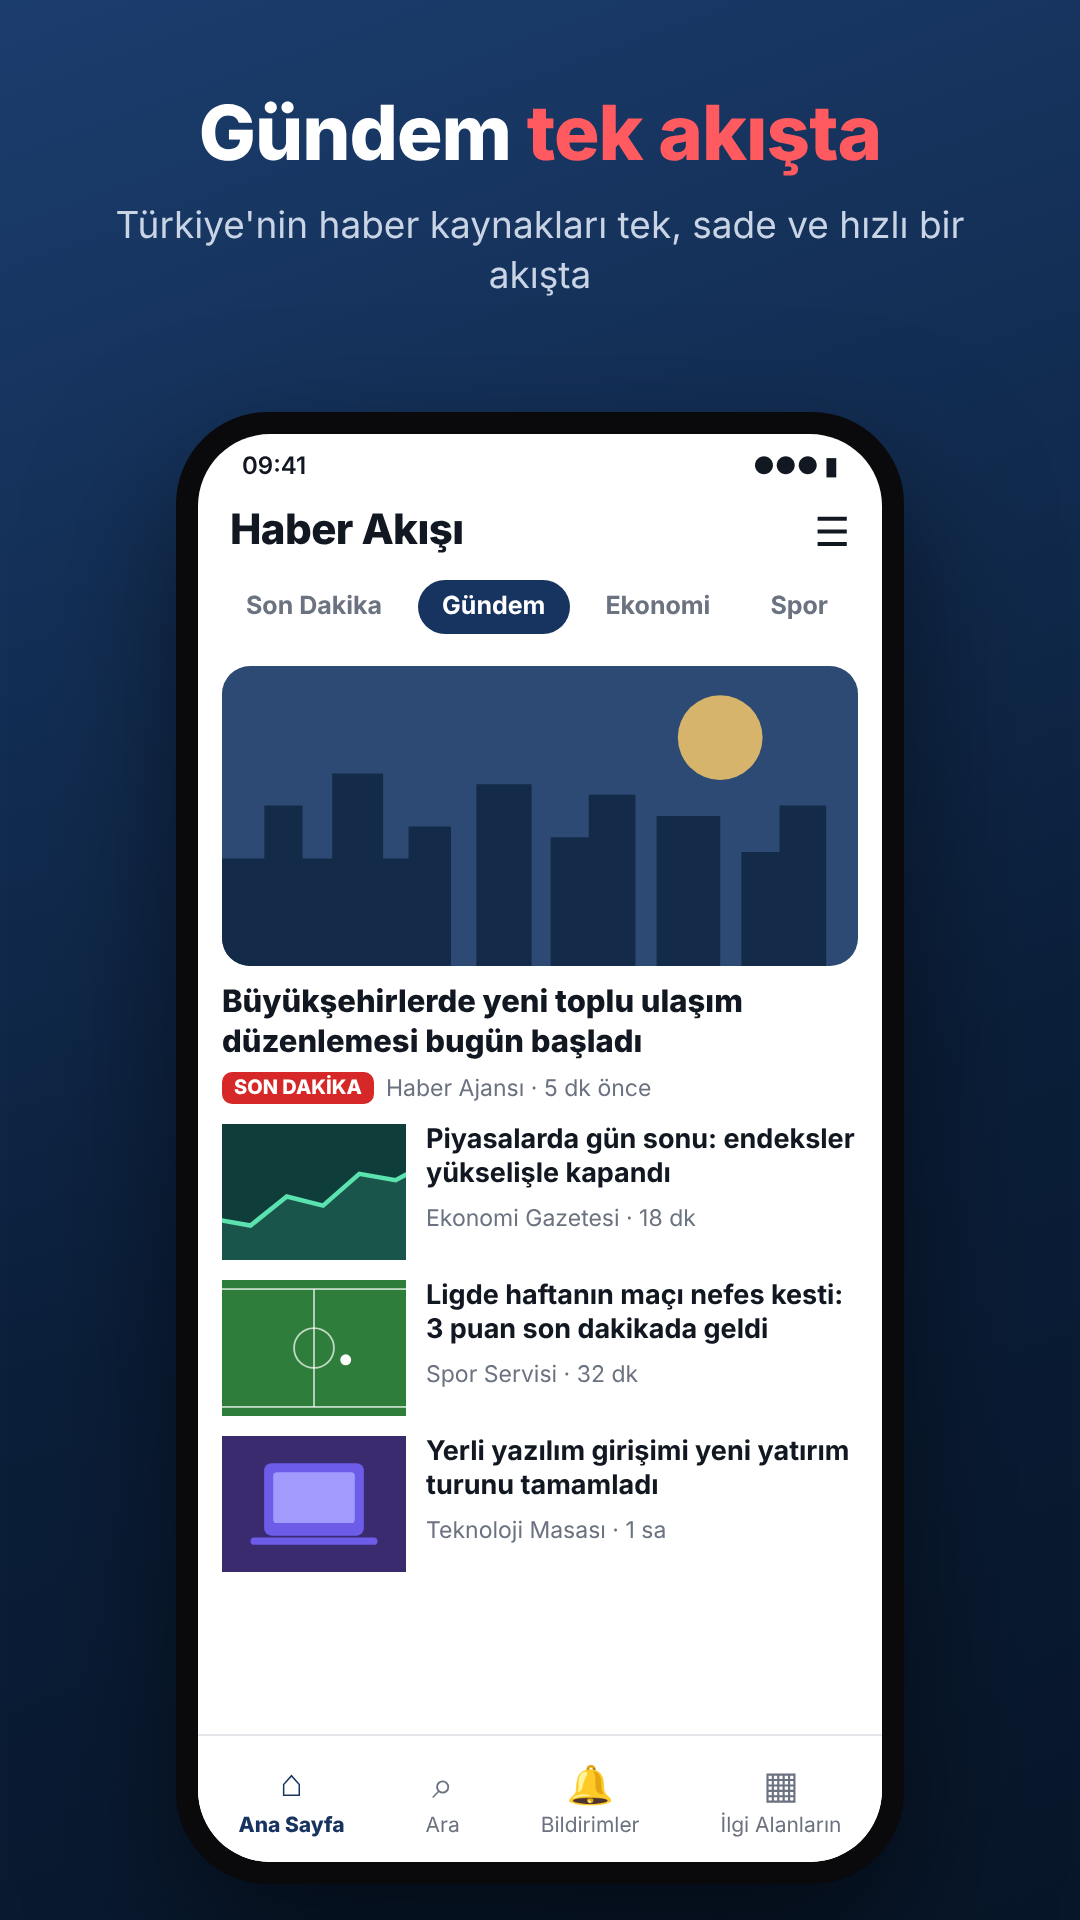 Gündem tek akışta
Türkiye'nin haber kaynakları tek, sade ve hızlı bir
akışta
09:41
Haber Akışı
Son Dakika
Gündem
Ekonomi
Spor
Büyükşehirlerde yeni toplu ulaşım
düzenlemesi bugün başladı
SON DAKİKA Haber Ajansı · 5 dk önce
Piyasalarda gün sonu: endeksler
yükselişle kapandı
Ekonomi Gazetesi · 18 dk
Ligde haftanın maçı nefes kesti:
3 puan son dakikada geldi
Spor Servisi · 32 dk
Yerli yazılım girişimi yeni yatırım
turunu tamamladı
Teknoloji Masası · 1 sa
Ana Sayfa
Ara
Bildirimler
İlgi Alanların